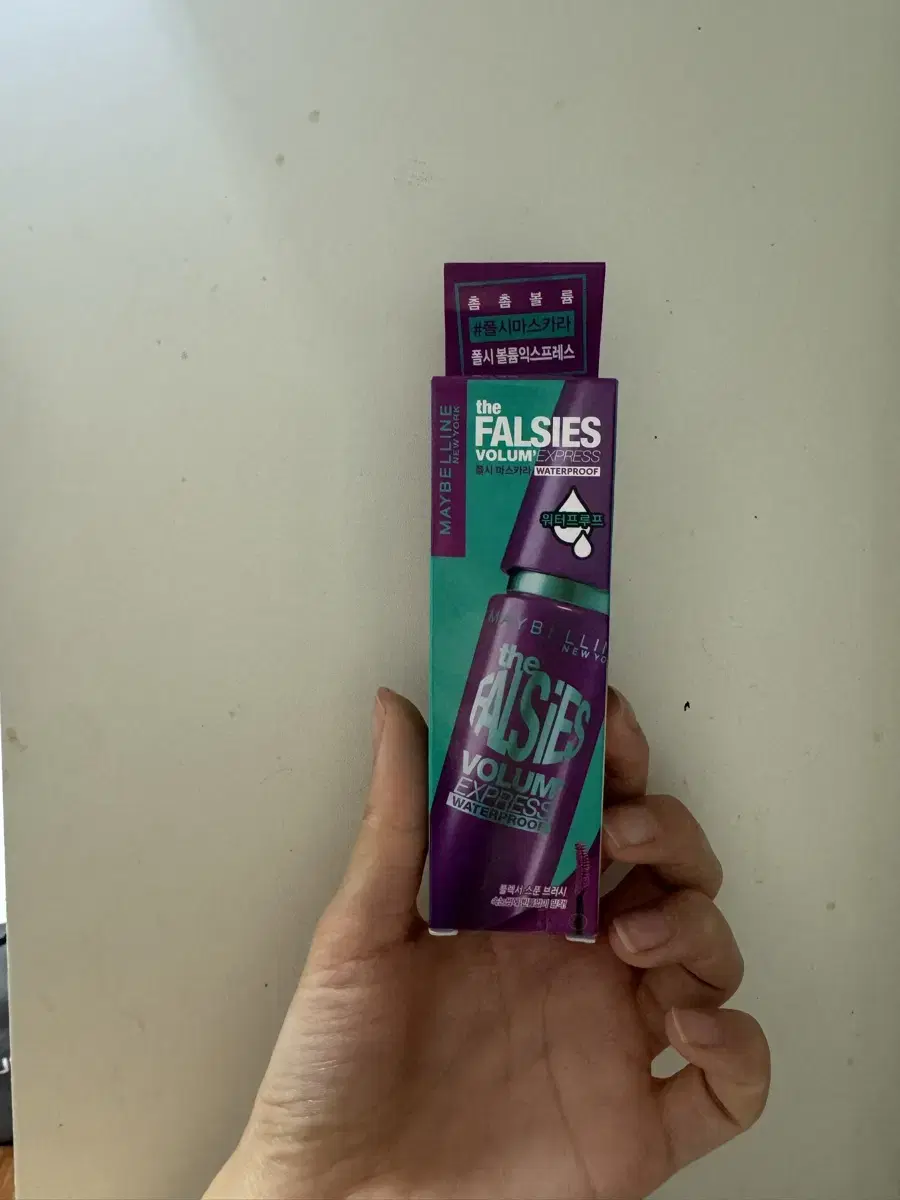 촘촘볼륨
#폴시마스카라
폴시 볼륨익스프레스
MAYBELLINE
NEW YORK
the
FALSIES
VOLUM'EXPRESS
폴시 마스카라 WATERPROOF
워터프루프
MAYBELLI
NEW YO
the
FALSiES
VOLUM'
EXPRESS
WATERPROOF
플렉서 스푼 브러시